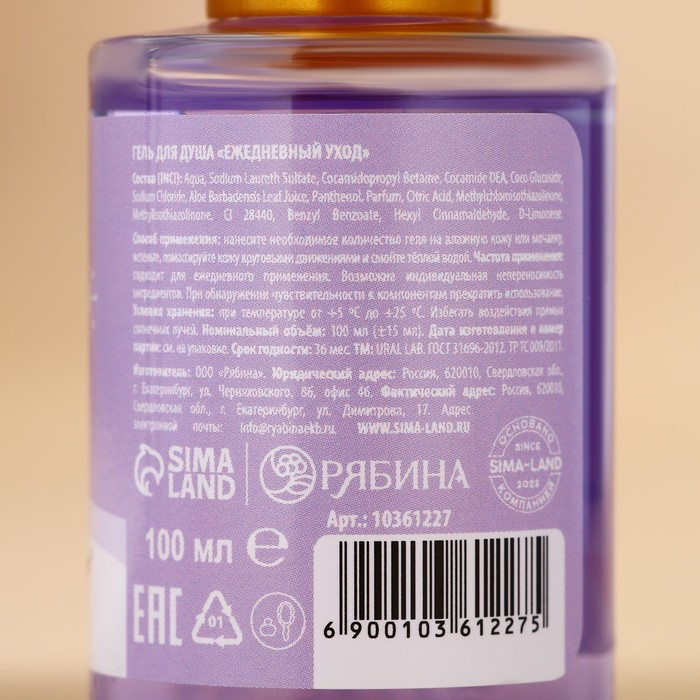 ГЕЛЬ ДЛЯ ДУША «ЕЖЕДНЕВНЫЙ УХОД»
Состав (INCI): Aqua, Sodium Laureth Sulfate, Cocamidopropyl Betaine, Cocamide DEA, Coco Glucoside,
Sodium Chloride, Aloe Barbadensis Leaf Juice, Panthenol, Parfum, Citric Acid, Methylchloroisothiazolinone,
Methylisothiazolinone, CI 28440, Benzyl Benzoate, Hexyl Cinnamaldehyde, D-Limonene.
Способ применения: нанесите необходимое количество геля на влажную кожу или мочалку,
вспеньте, помассируйте кожу круговыми движениями и смойте тёплой водой. Частота применения:
подходит для ежедневного применения. Возможна индивидуальная непереносимость
ингредиентов. При обнаружении чувствительности к компонентам прекратить использование.
Условия хранения: при температуре от +5 °C до +25 °C. Избегать воздействия прямых
солнечных лучей. Номинальный объём: 100 мл (±15 мл). Дата изготовления и номер
партии: см. на упаковке. Срок годности: 36 мес. ТМ: URAL LAB. ГОСТ 31696-2012. ТР ТС 009/2011.
Изготовитель: ООО «Рябина». Юридический адрес: Россия, 620010, Свердловская обл.,
г. Екатеринбург, ул. Черняховского, 86, офис 46. Фактический адрес: Россия, 620010,
Свердловская обл., г. Екатеринбург, ул. Димитрова, 17. Адрес
электронной почты: info@ryabinaekb.ru. WWW.SIMA-LAND.RU
SIMA
LAND
РЯБИНА
ОСНОВАНО
SINCE
SIMA-LAND
2023
КОМПАНИЕЙ
Арт.: 10361227
100 мл ℮
EAC
01
6 900103 612275